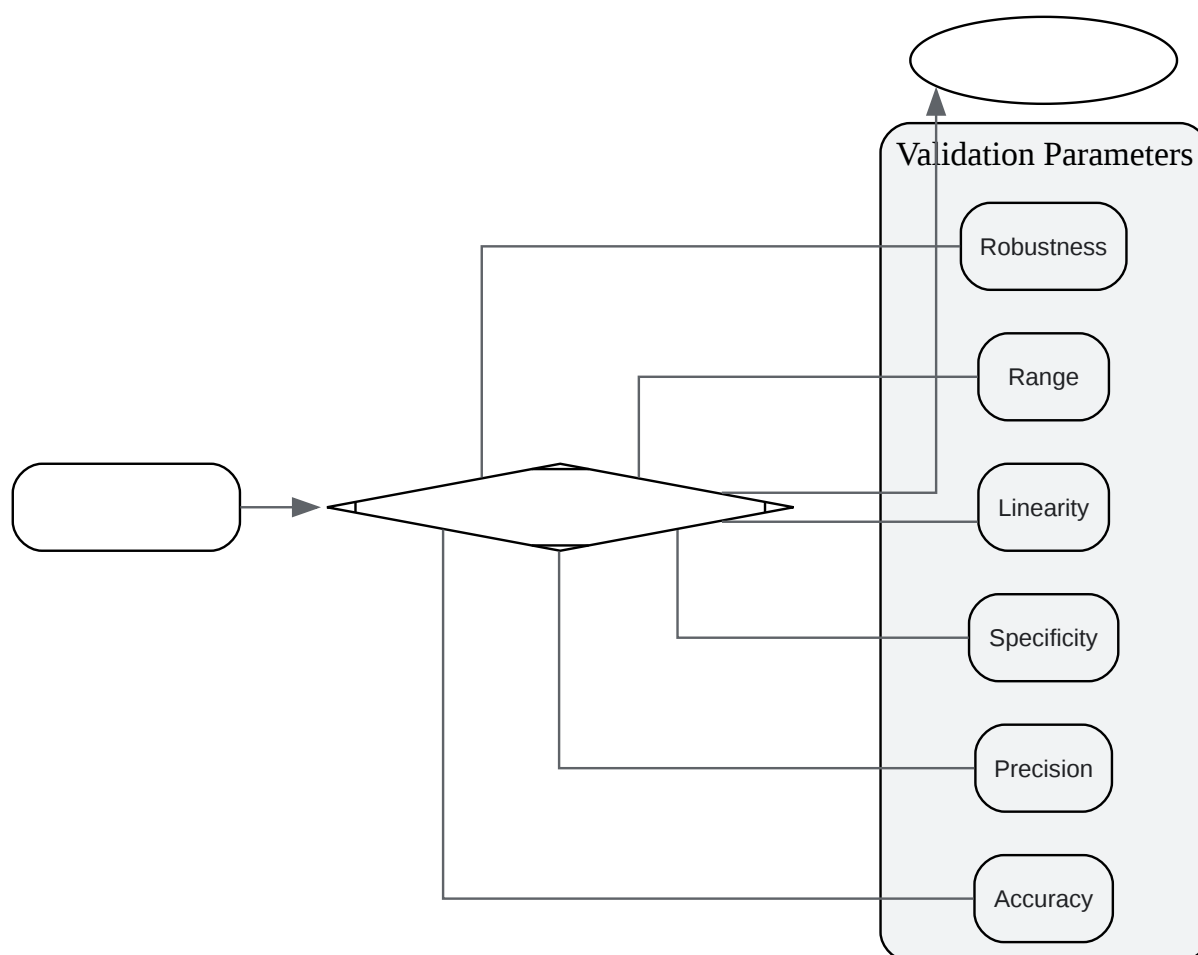 Validation Parameters
Robustness
Range
Linearity
Specificity
Precision
Accuracy